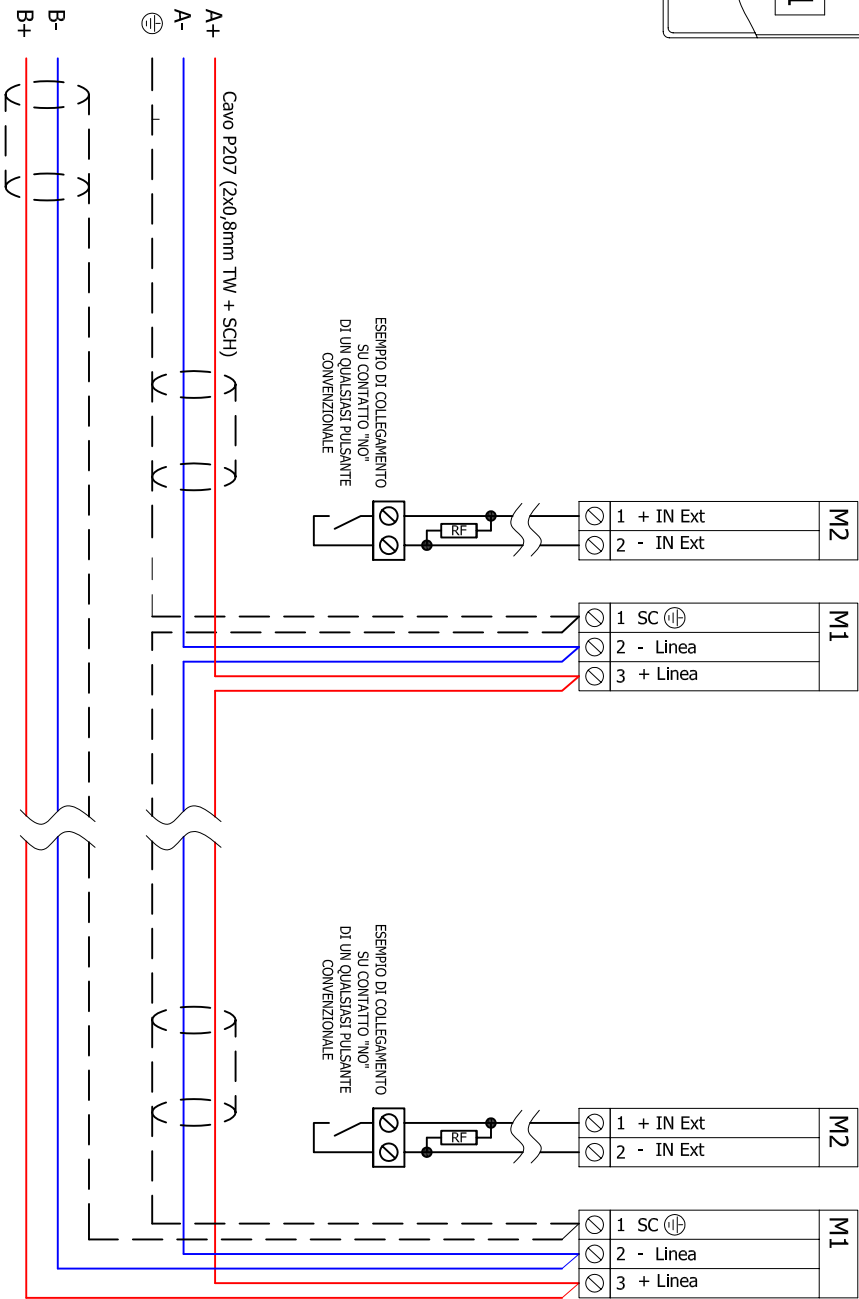 B+
B-
A-
A+
Cavo P207 (2x0,8mm TW + SCH)
ESEMPIO DI COLLEGAMENTO
SU CONTATTO "NO"
DI UN QUALSIASI PULSANTE
CONVENZIONALE
RF
1 + IN Ext
2 - IN Ext
M2
1 SC
2 - Linea
3 + Linea
M1
ESEMPIO DI COLLEGAMENTO
SU CONTATTO "NO"
DI UN QUALSIASI PULSANTE
CONVENZIONALE
RF
1 + IN Ext
2 - IN Ext
M2
1 SC
2 - Linea
3 + Linea
M1